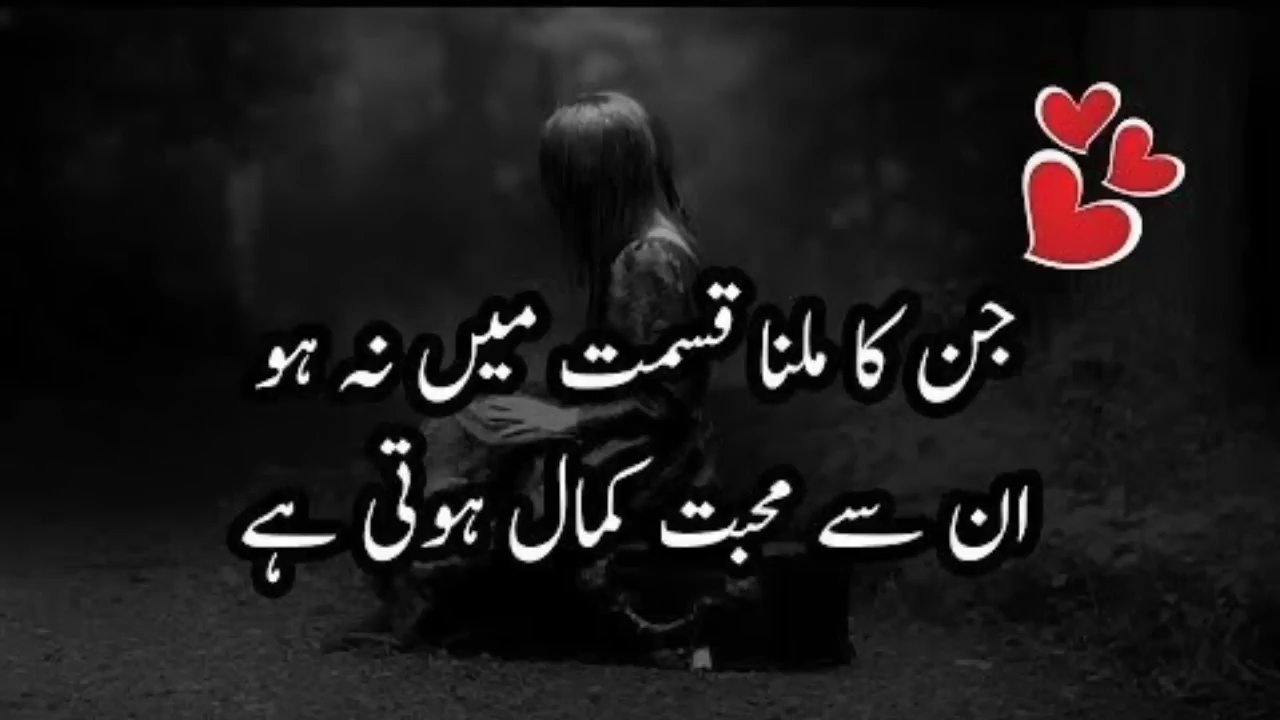 جن کا ملنا قسمت میں نہ ہو
ان سے محبت کمال ہوتی ہے